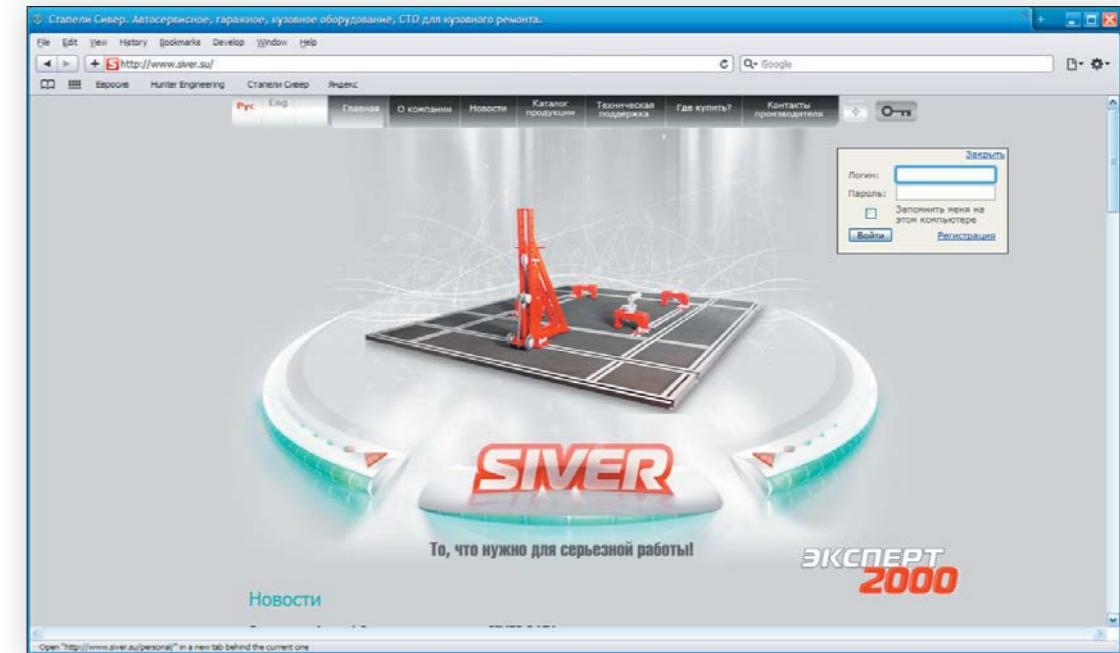 Стапели Сивер. Автосервисное, гаражное, кузовное оборудование, СТО для кузовного ремонта.
File Edit View History Bookmarks Develop Window Help
http://www.siver.su/
Google
Евросив Hunter Engineering Стапели Сивер Яндекс
Рус Eng
Главная О компании Новости Каталог продукции Техническая поддержка Где купить? Контакты производителя
Закрыть
Логин:
Пароль:
Запомнить меня на
этом компьютере
Войти Регистрация
SIVER
То, что нужно для серьезной работы!
ЭКСПЕРТ
2000
Новости
Open "http://www.siver.su/personal/" in a new tab behind the current one